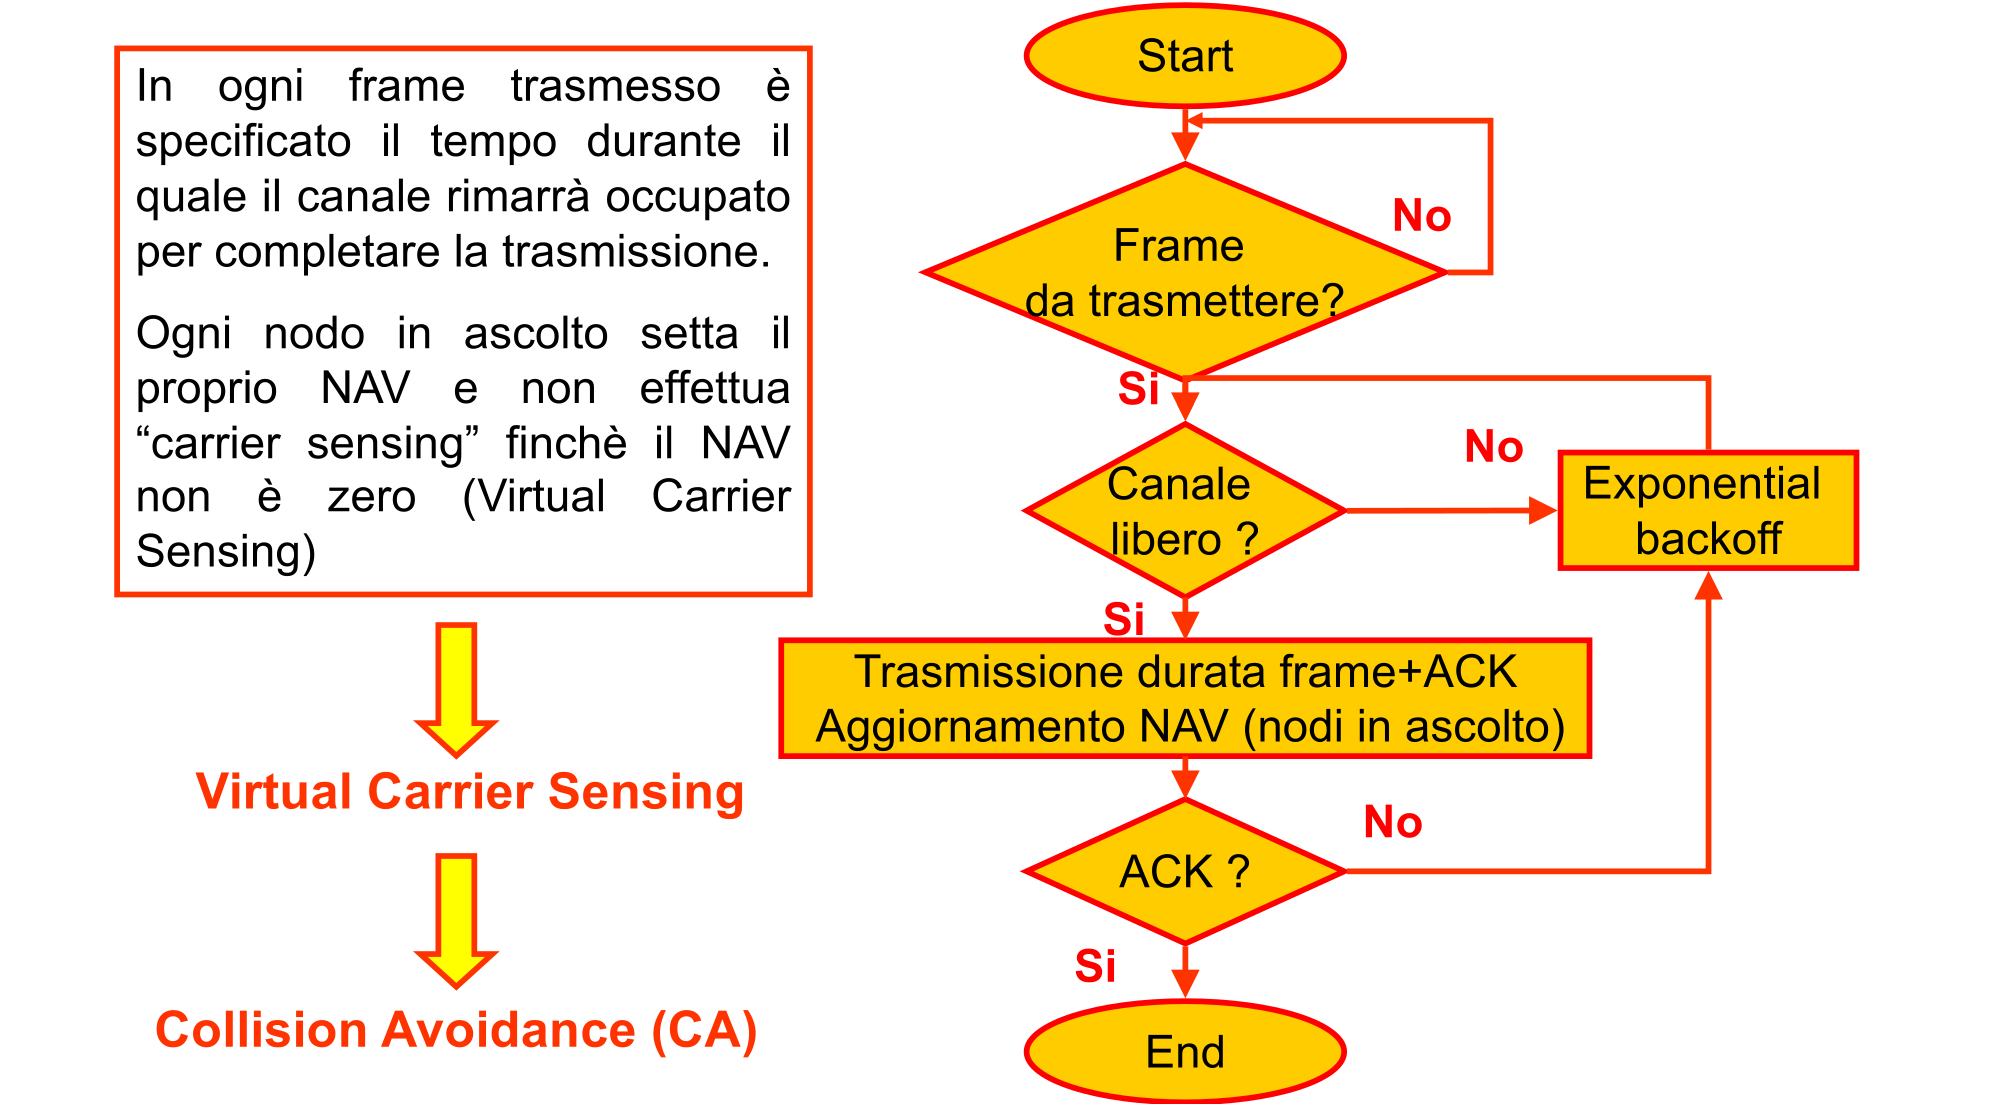 In ogni frame trasmesso è
specificato il tempo durante il
quale il canale rimarrà occupato
per completare la trasmissione.
Ogni nodo in ascolto setta il
proprio NAV e non effettua
“carrier sensing” finchè il NAV
non è zero (Virtual Carrier
Sensing)
Virtual Carrier Sensing
Collision Avoidance (CA)
Start
Frame
da trasmettere?
No
Si
Canale
libero ?
No
Exponential
backoff
Si
Trasmissione durata frame+ACK
Aggiornamento NAV (nodi in ascolto)
ACK ?
No
Si
End